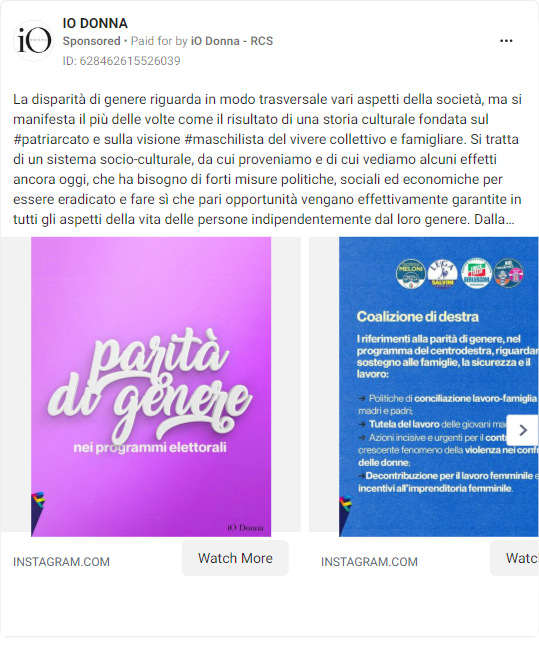 iO
IO DONNA
Sponsored • Paid for by iO Donna - RCS
ID: 628462615526039
La disparità di genere riguarda in modo trasversale vari aspetti della società, ma si
manifesta il più delle volte come il risultato di una storia culturale fondata sul
#patriarcato e sulla visione #maschilista del vivere collettivo e famigliare. Si tratta
di un sistema socio-culturale, da cui proveniamo e di cui vediamo alcuni effetti
ancora oggi, che ha bisogno di forti misure politiche, sociali ed economiche per
essere eradicato e fare sì che pari opportunità vengano effettivamente garantite in
tutti gli aspetti della vita delle persone indipendentemente dal loro genere. Dalla...
parità
di genere
nei programmi elettorali
iO Donna
INSTAGRAM.COM
Watch More
MELONI
LEGA
SALVINI
BERLUSCONI
Coalizione di destra
I riferimenti alla parità di genere, nel
programma del centrodestra, riguardan
sostegno alle famiglie, la sicurezza e il
lavoro:
→ Politiche di conciliazione lavoro-famiglia
madri e padri;
→ Tutela del lavoro delle giovani ma
→ Azioni incisive e urgenti per il cont
crescente fenomeno della violenza nei conf
delle donne;
→Decontribuzione per il lavoro femminile e
incentivi all'imprenditoria femminile.
INSTAGRAM.COM
Watc